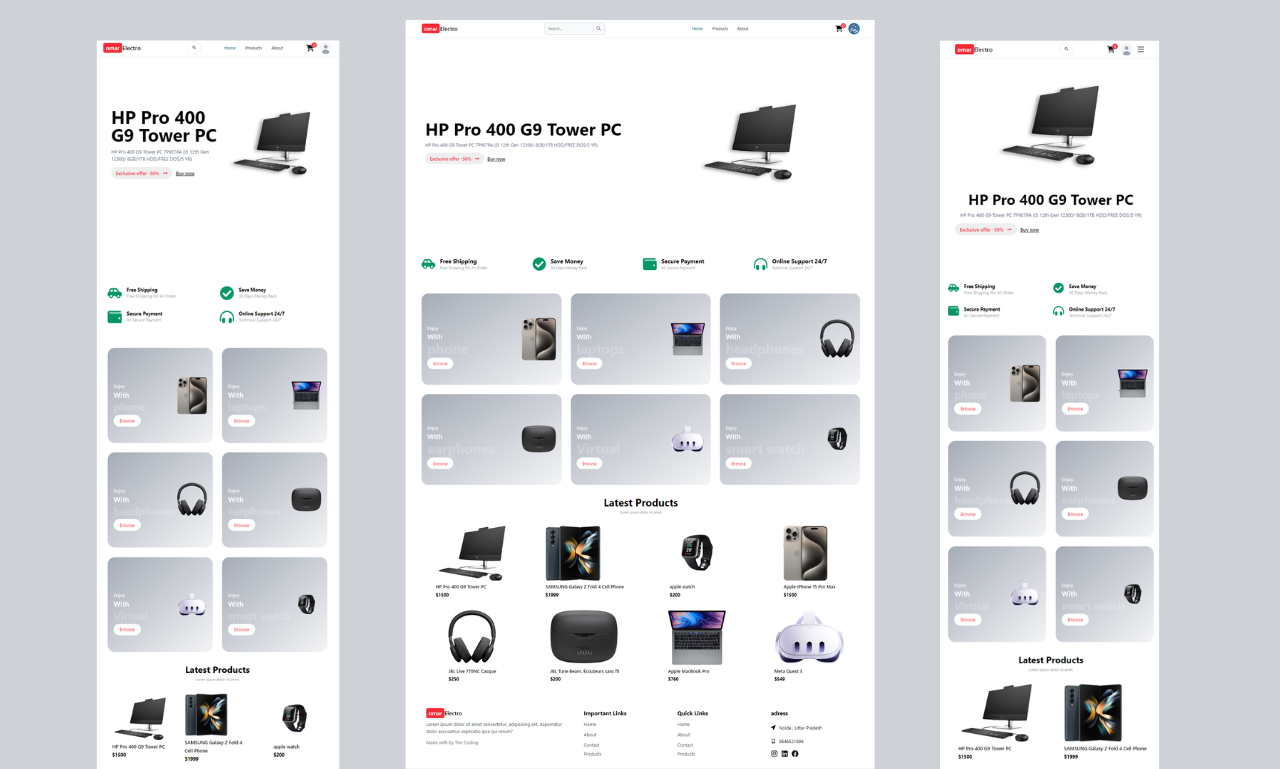 omar Electro
Home Products About
2
HP Pro 400
G9 Tower PC
HP Pro 400 G9 Tower PC 7P9E7PA (i5 12th Gen
12500/ 8GB/1TB HDD/FREE DOS/3 YR)
Exclusive offer -50% → Buy now
Free Shipping
Free Shipping On All Order
Save Money
30 Days Money Back
Secure Payment
All Secure Payment
Online Support 24/7
Technical Support 24/7
Enjoy
With
phone
Browse
Enjoy
With
laptops
Browse
Enjoy
With
headphones
Browse
Enjoy
With
earphones
Browse
Enjoy
With
Virtual
Browse
Enjoy
With
smart watch
Browse
Latest Products
Lorem ipsum dolor sit amet.
HP Pro 400 G9 Tower PC
$1500
SAMSUNG Galaxy Z Fold 4
Cell Phone
$1999
apple watch
$200
omar Electro
Search...
Home Products About
HP Pro 400 G9 Tower PC
HP Pro 400 G9 Tower PC 7P9E7PA (i5 12th Gen 12500/ 8GB/1TB HDD/FREE DOS/3 YR)
Exclusive offer -50% → Buy now
Free Shipping
Free Shipping On All Order
Save Money
30 Days Money Back
Secure Payment
All Secure Payment
Online Support 24/7
Technical Support 24/7
Enjoy
With
phone
Browse
Enjoy
With
laptops
Browse
Enjoy
With
headphones
Browse
Enjoy
With
earphones
Browse
Enjoy
With
Virtual
Browse
Enjoy
With
smart watch
Browse
Latest Products
Lorem ipsum dolor sit amet.
HP Pro 400 G9 Tower PC
$1500
SAMSUNG Galaxy Z Fold 4 Cell Phone
$1999
apple watch
$200
Apple iPhone 15 Pro Max
$1500
JBL Live 770NC Casque
$250
JBL Tune Beam, Écouteurs sans fil
$200
Apple MacBook Pro
$760
Meta Quest 3
$549
omar Electro
Lorem ipsum dolor sit amet consectetur, adipisicing elit. Aspernatur
dolor accusamus explicabo ipsa qui rerum?
Made with by The Coding
Important Links
Home
About
Contact
Products
Quick Links
Home
About
Contact
Products
adress
Noida , Uttar Pradesh
omar Electro
HP Pro 400 G9 Tower PC
HP Pro 400 G9 Tower PC 7P9E7PA (i5 12th Gen 12500/ 8GB/1TB HDD/FREE DOS/3 YR)
Exclusive offer -50% → Buy now
Free Shipping
Free Shipping On All Order
Save Money
30 Days Money Back
Secure Payment
All Secure Payment
Online Support 24/7
Technical Support 24/7
Enjoy
With
phone
Browse
Enjoy
With
laptops
Browse
Enjoy
With
headphones
Browse
Enjoy
With
earphones
Browse
Enjoy
With
Virtual
Browse
Enjoy
With
smart watch
Browse
Latest Products
Lorem ipsum dolor sit amet.
HP Pro 400 G9 Tower PC
$1500
SAMSUNG Galaxy Z Fold 4 Cell Phone
$1999